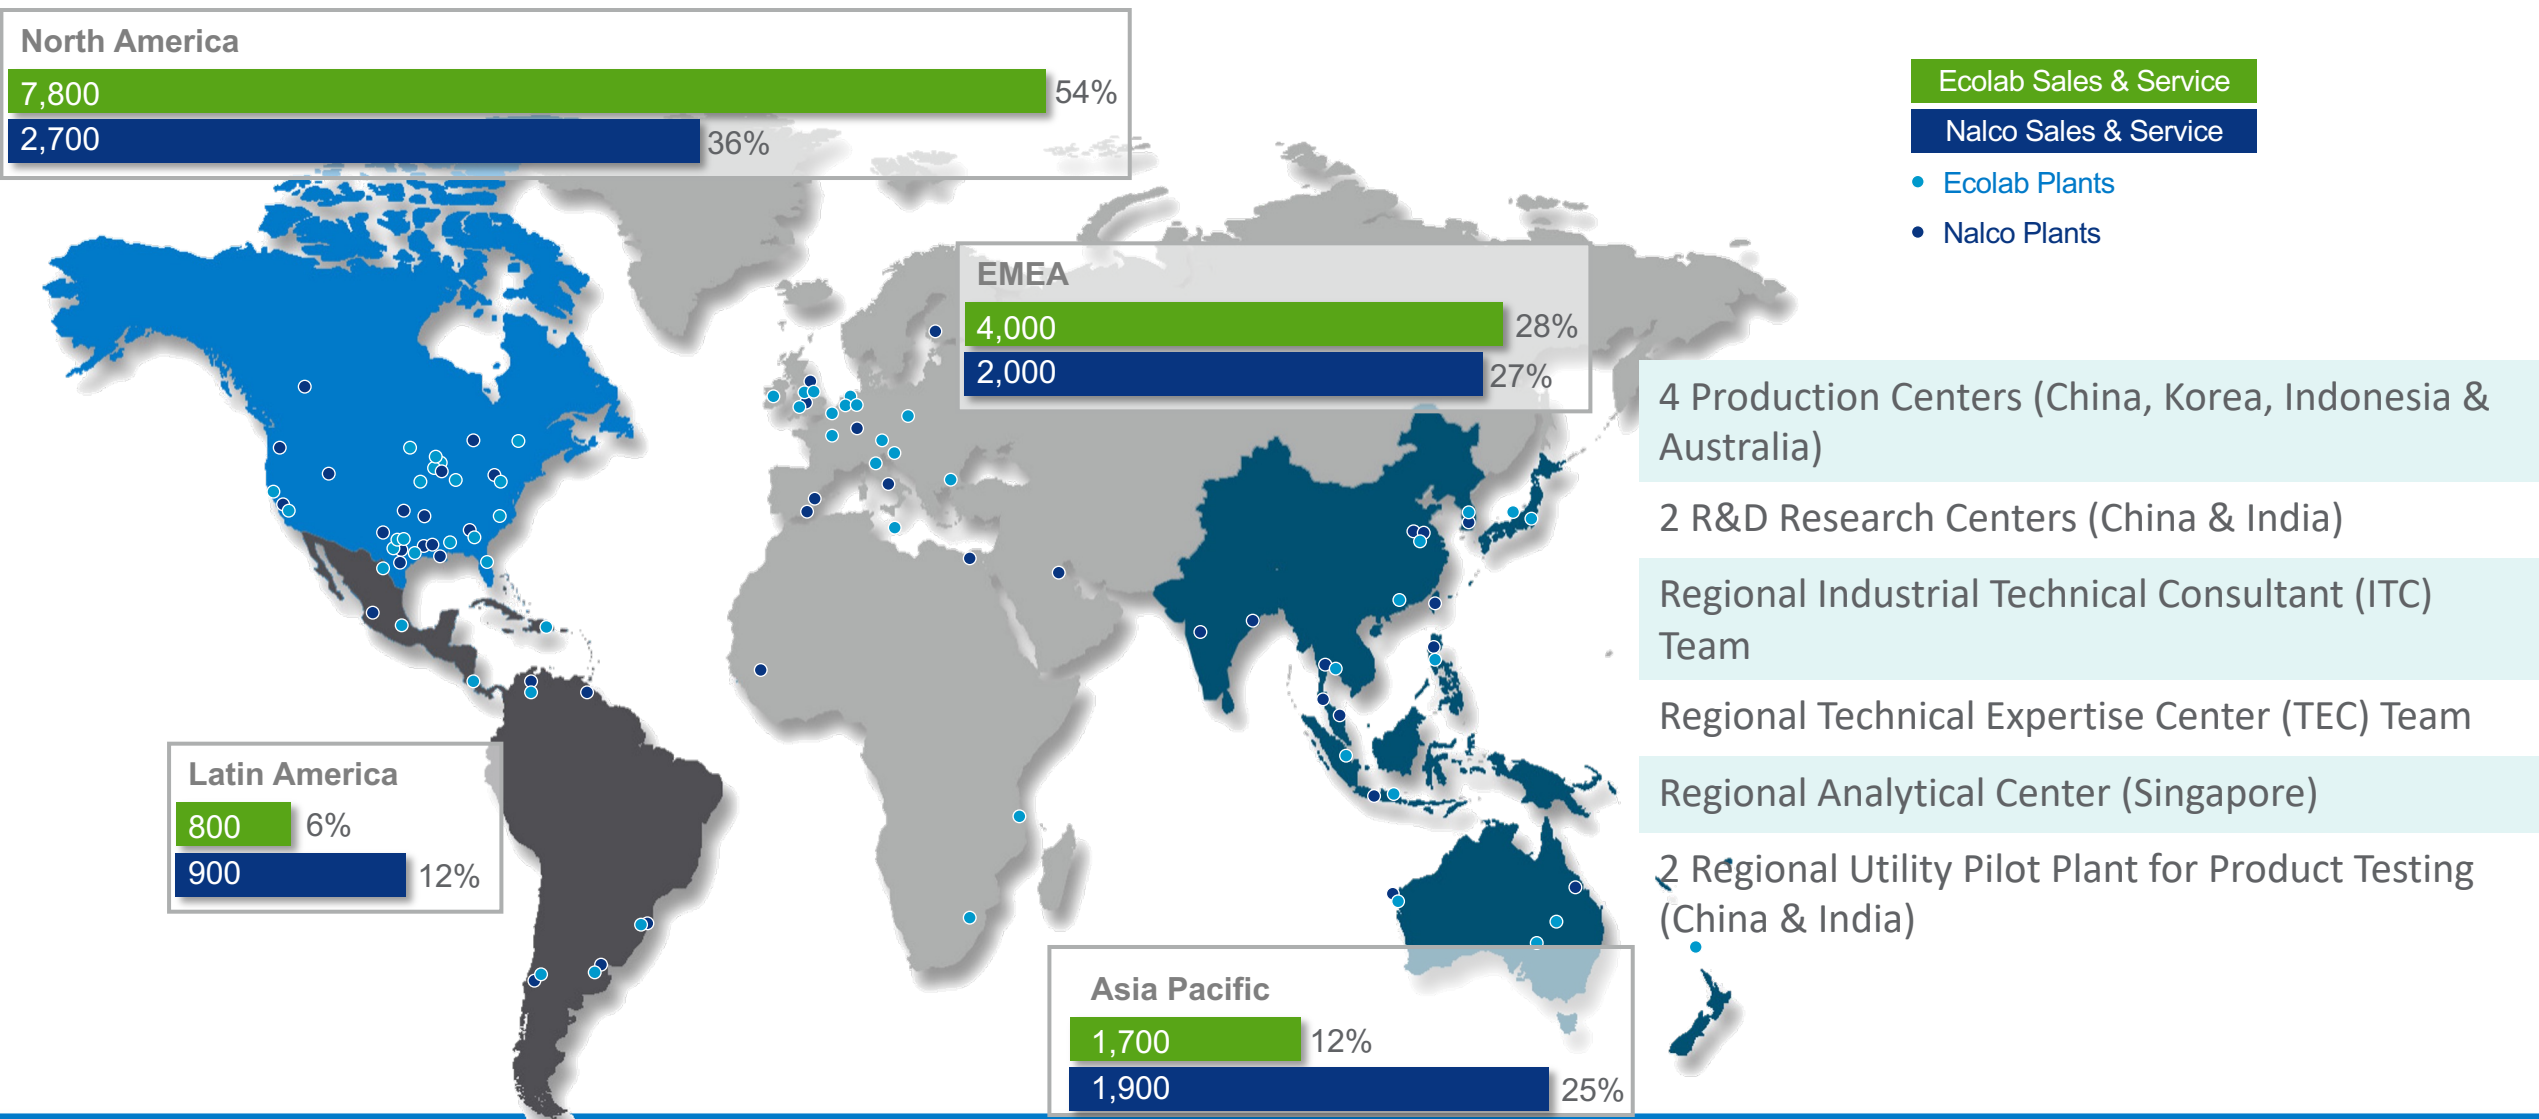 North America
7,800
54%
2,700
36%
Ecolab Sales & Service
Nalco Sales & Service
Ecolab Plants
Nalco Plants
EMEA
4,000
28%
2,000
27%
4 Production Centers (China, Korea, Indonesia &
Australia)
2 R&D Research Centers (China & India)
Regional Industrial Technical Consultant (ITC)
Team
Regional Technical Expertise Center (TEC) Team
Regional Analytical Center (Singapore)
2 Regional Utility Pilot Plant for Product Testing
(China & India)
Latin America
800
6%
900
12%
Asia Pacific
1,700
12%
1,900
25%